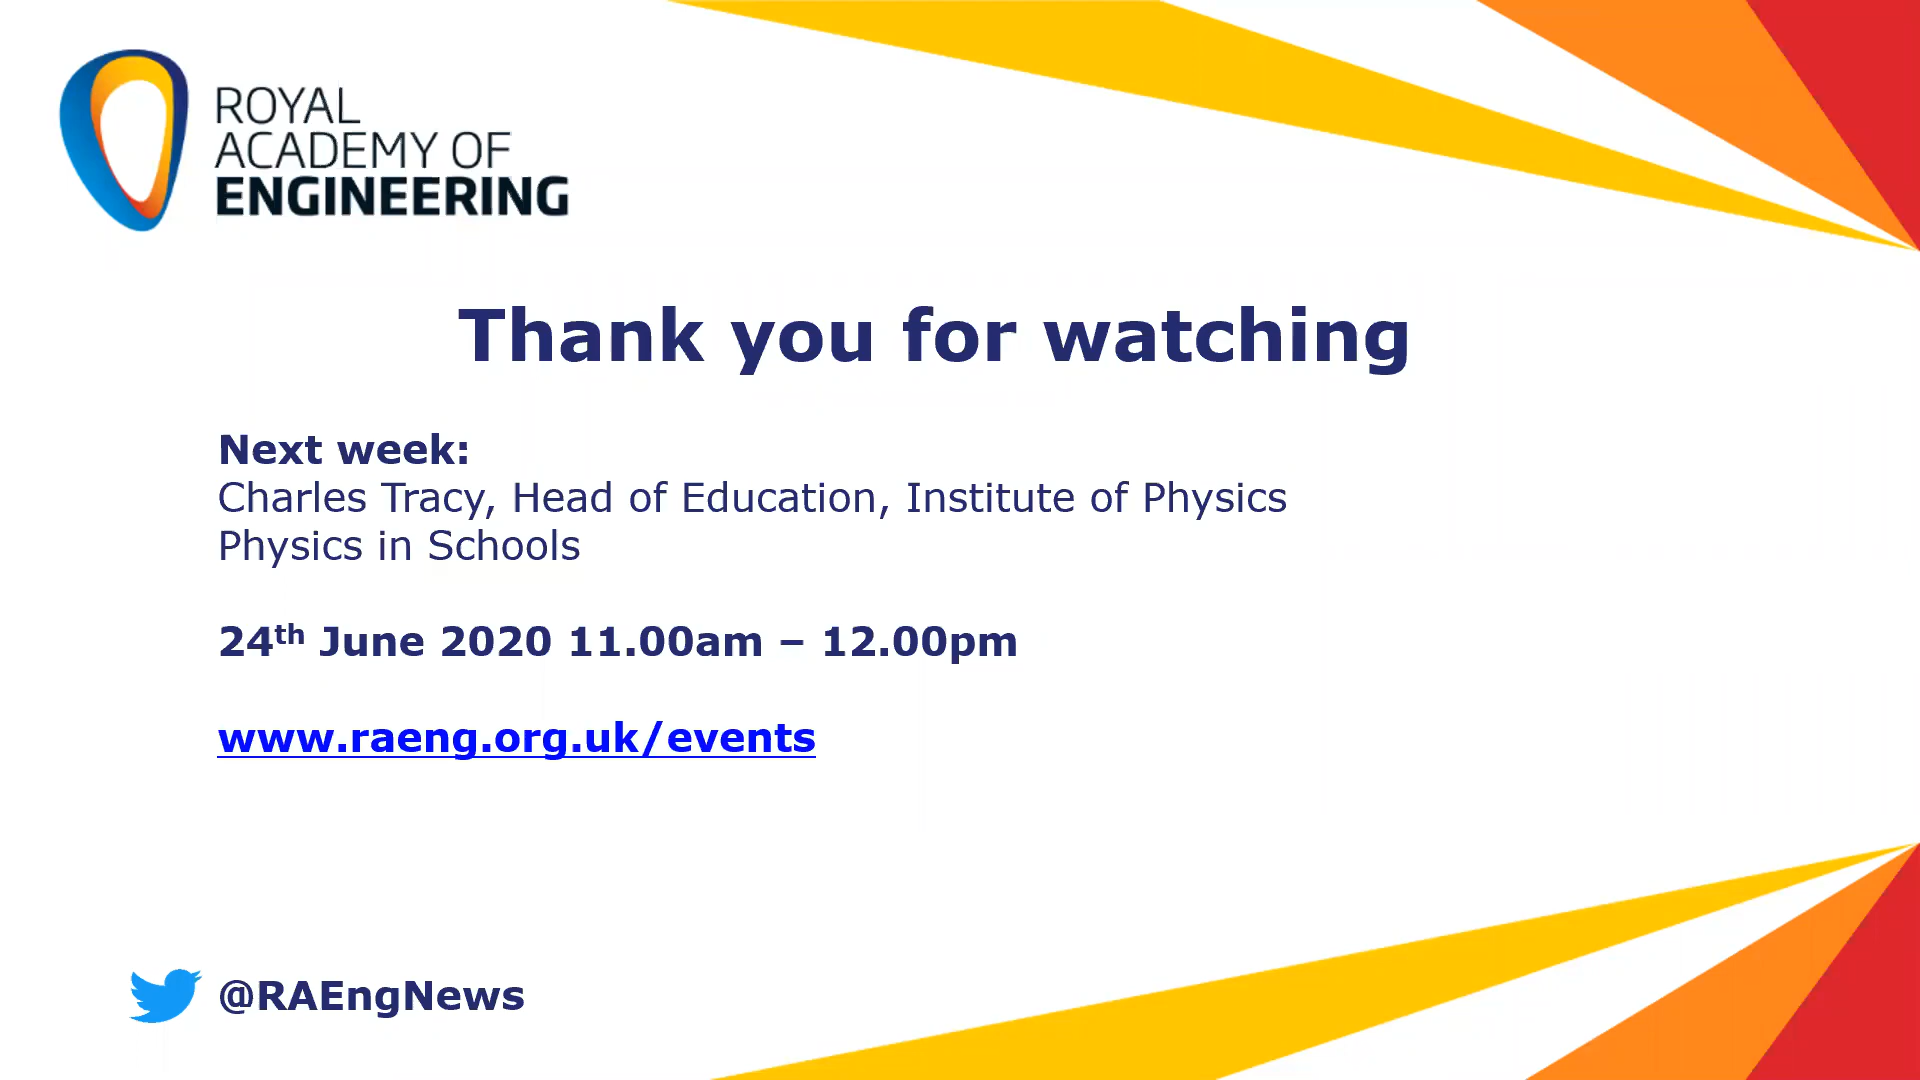 ROYAL
ACADEMY OF
ENGINEERING
Thank you for watching
Next week:
Charles Tracy, Head of Education, Institute of Physics
Physics in Schools
24th June 2020 11.00am – 12.00pm
www.raeng.org.uk/events
@RAEngNews